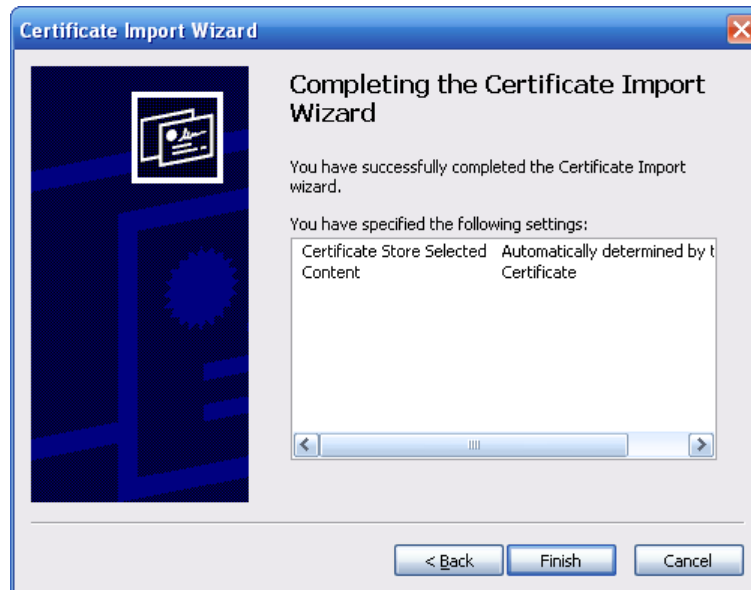 Certificate Import Wizard
Completing the Certificate Import
Wizard
You have successfully completed the Certificate Import
wizard.
You have specified the following settings:
Certificate Store Selected Automatically determined by t
Content Certificate
< Back Finish Cancel